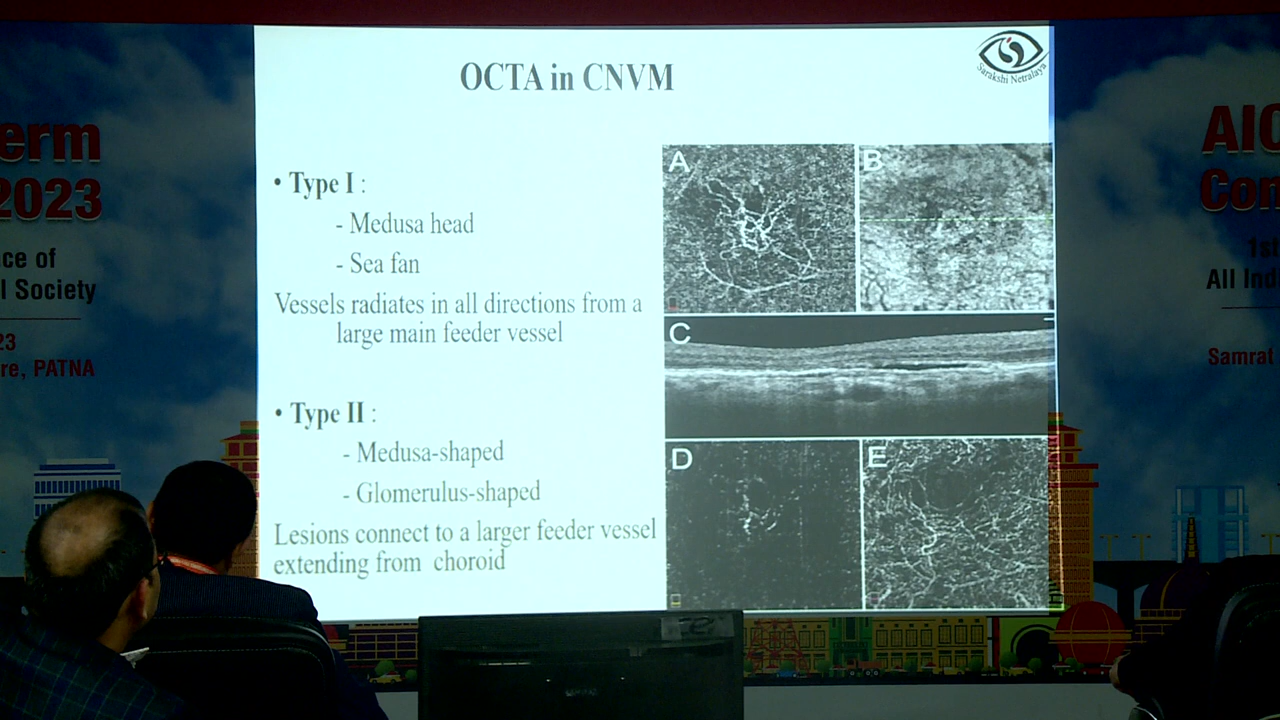 OCTA in CNVM
Sarakshi Netralaya
• Type I :
- Medusa head
- Sea fan
Vessels radiates in all directions from a
large main feeder vessel
• Type II :
- Medusa-shaped
- Glomerulus-shaped
Lesions connect to a larger feeder vessel
extending from choroid
A
B
C
D
E
erm
2023
ce of
l Society
23
re, PATNA
AIO
Con
1st
All Ind
Samrat